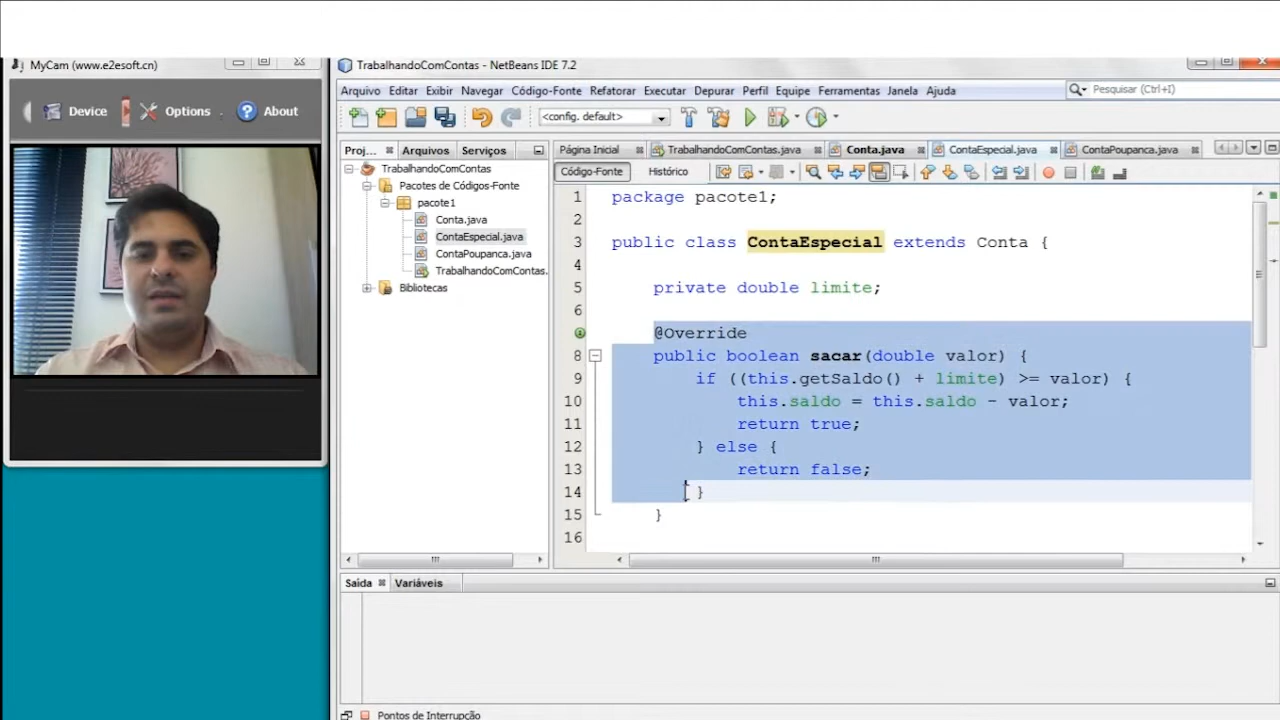 MyCam (www.e2esoft.cn)
Device
Options
About
TrabalhandoComContas - NetBeans IDE 7.2
Arquivo Editar Exibir Navegar Código-Fonte Refatorar Executar Depurar Perfil Equipe Ferramentas Janela Ajuda
Pesquisar (Ctrl+I)
<config. default>
Proj... Arquivos Serviços
Página Inicial TrabalhandoComContas.java Conta.java ContaEspecial.java ContaPoupanca.java
Código-Fonte Histórico
TrabalhandoComContas
Pacotes de Códigos-Fonte
pacote1
Conta.java
ContaEspecial.java
ContaPoupanca.java
TrabalhandoComContas.
Bibliotecas
1 package pacote1;
2
3 public class ContaEspecial extends Conta {
4
5 private double limite;
6
@Override
8 public boolean sacar(double valor) {
9 if ((this.getSaldo() + limite) >= valor) {
10 this.saldo = this.saldo - valor;
11 return true;
12 } else {
13 return false;
14 }
15 }
16
Saída Variáveis
Pontos de Interrupção